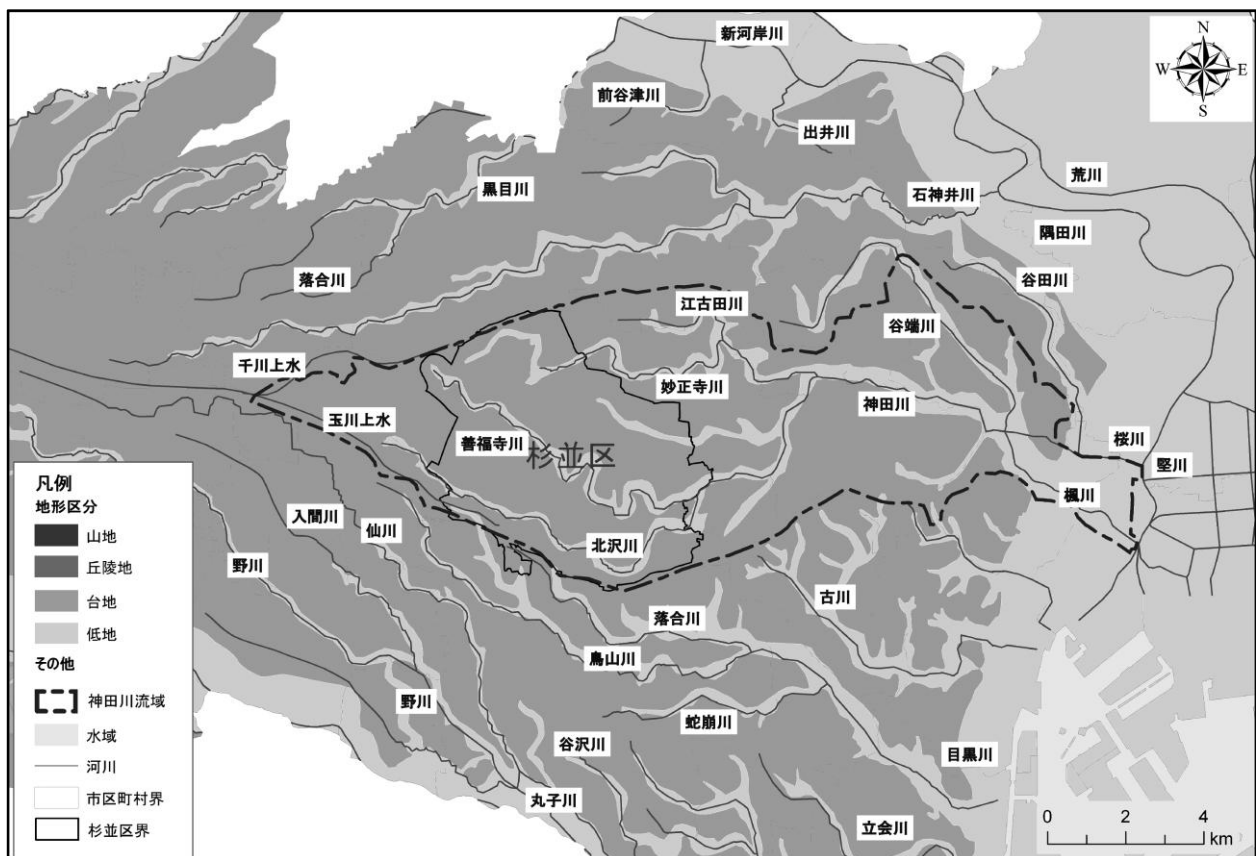 新河岸川
N
W
E
S
前谷津川
出井川
荒川
黒目川
石神井川
隅田川
落合川
谷田川
江古田川
谷端川
千川上水
妙正寺川
神田川
玉川上水
善福寺川
杉並区
桜川
堅川
楓川
入間川
仙川
北沢川
野川
古川
落合川
烏山川
野川
蛇崩川
谷沢川
目黒川
丸子川
立会川
凡例
地形区分
山地
丘陵地
台地
低地
その他
神田川流域
水域
河川
市区町村界
杉並区界
0 2 4
km